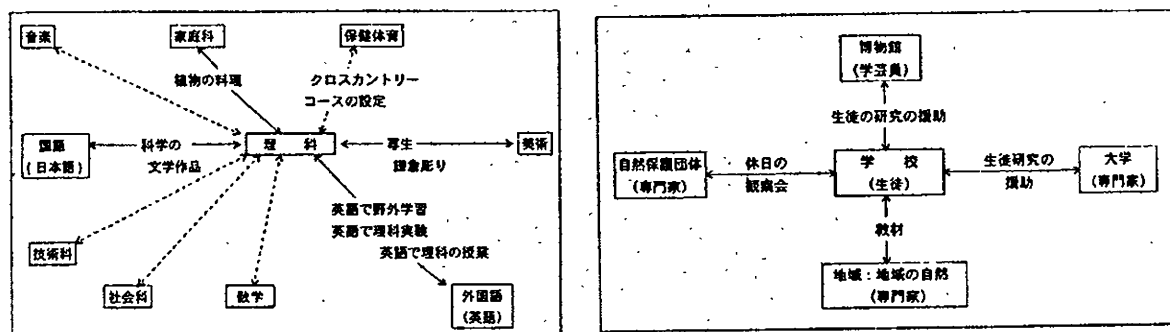 音楽
家庭科
保健体育
植物の料理
クロスカントリー
コースの設定
国語
(日本語)
科学の
文学作品
理 科
写生
鎌倉彫り
美術
英語で野外学習
英語で理科実験
英語で理科の授業
技術科
社会科
数学
外国語
(英語)
博物館
(学芸員)
生徒の研究の援助
自然保護団体
(専門家)
休日の
観察会
学 校
(生徒)
生徒研究の
援助
大学
(専門家)
教材
地域:地域の自然
(専門家)